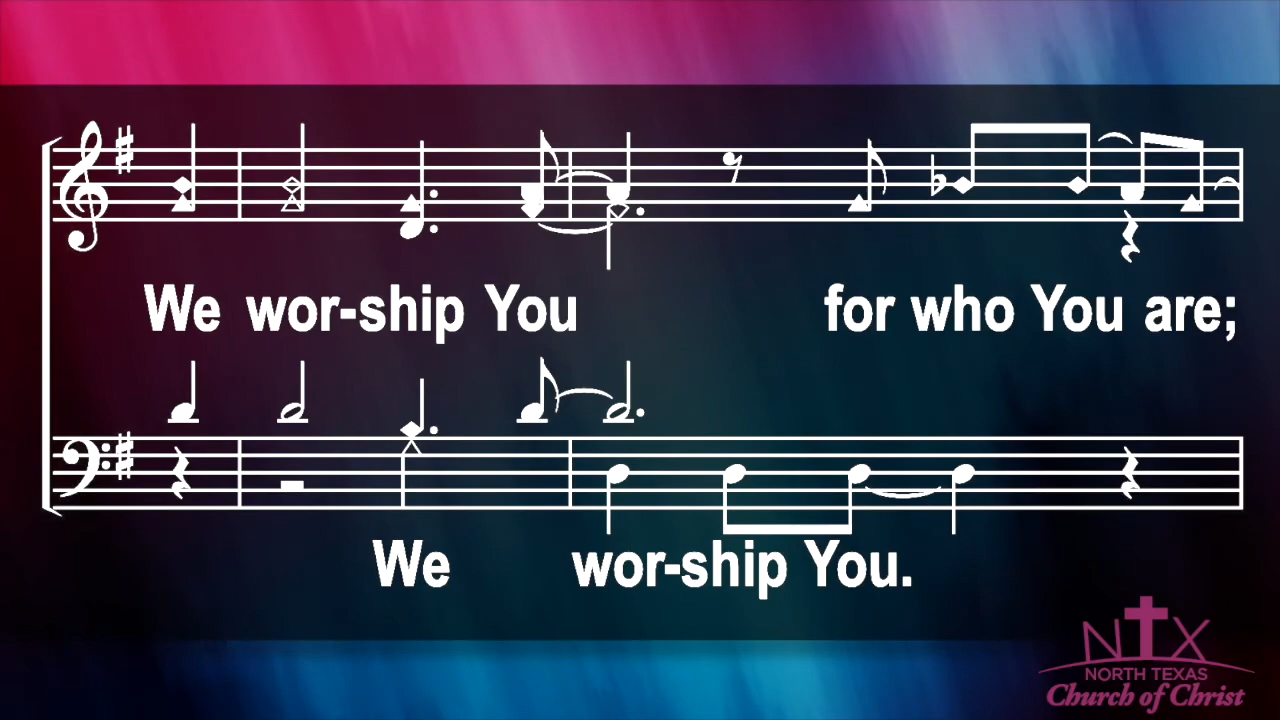 We wor-ship You for who You are;
We wor-ship You.
NTX
NORTH TEXAS
Church of Christ